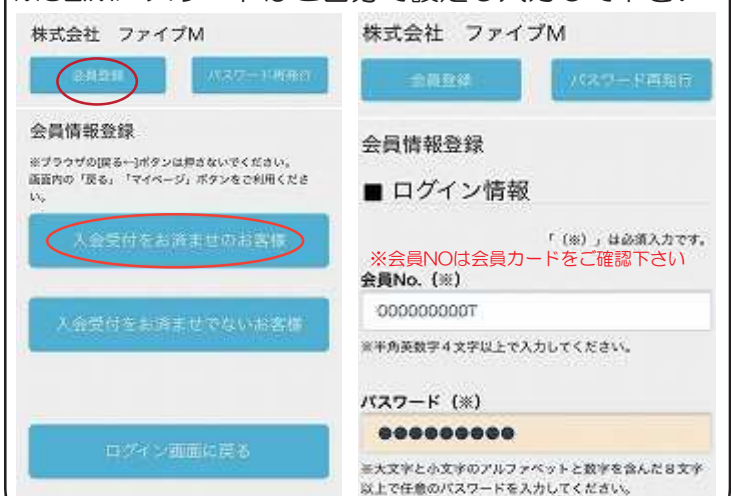 株式会社　ファイブM
会員登録
パスワード再発行
会員情報登録
※ブラウザの[戻る←]ボタンは押さないでください。
画面内の「戻る」「マイページ」ボタンをご利用くださ
い。
入会受付をお済ませのお客様
入会受付をお済ませでないお客様
ログイン画面に戻る
株式会社　ファイブM
会員登録
パスワード再発行
会員情報登録
■ ログイン情報
「（※）」は必須入力です。
※会員NOは会員カードをご確認下さい
会員No.（※）
000000000T
※半角英数字4文字以上で入力してください。
パスワード（※）
●●●●●●●●●
※大文字と小文字のアルファベットと数字を含んだ8文字
以上で任意のパスワードを入力してください。